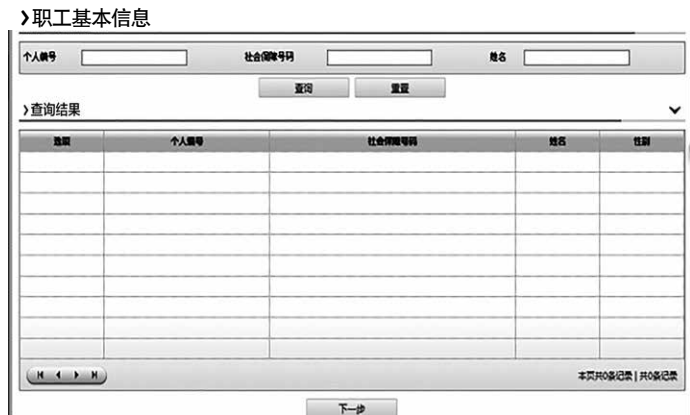 职工基本信息
个人编号 社会保障号码 姓名
查询 重置
查询结果
选项 个人编号 社会保障号码 姓名 性别
本页共0条记录 | 共0条记录
下一步